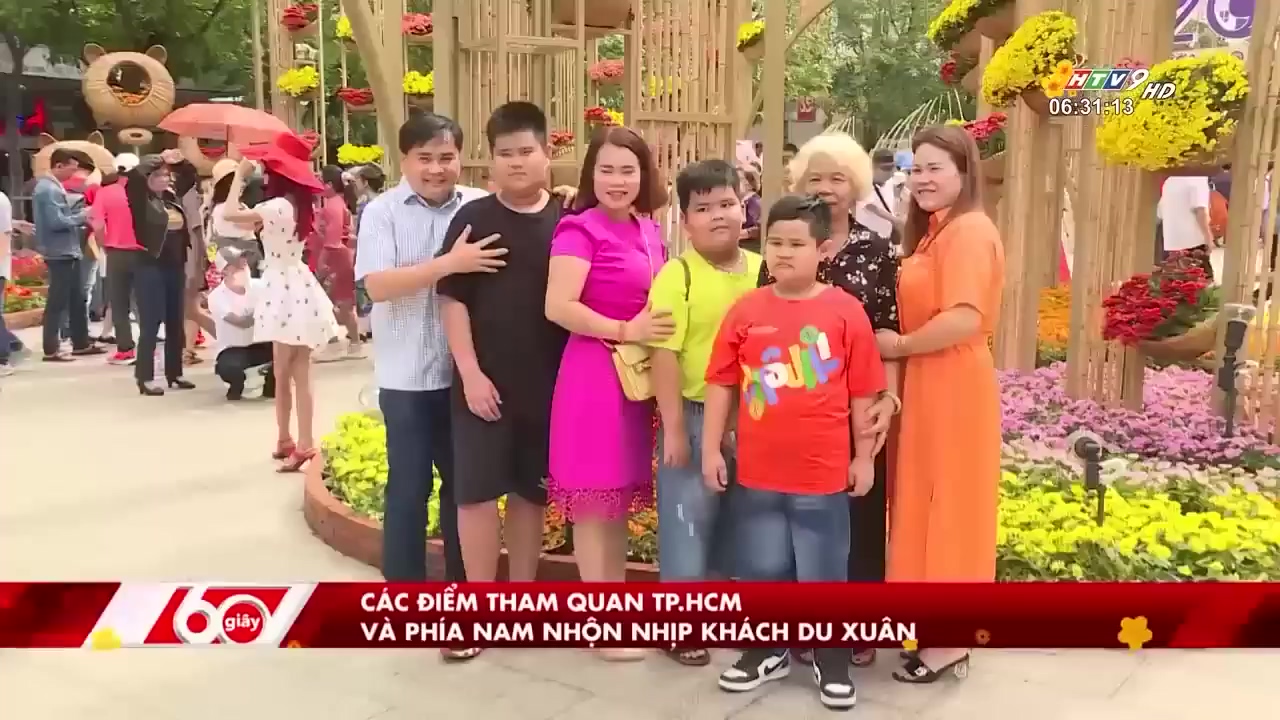 HTV9 HD
06:31:13
60 giây
CÁC ĐIỂM THAM QUAN TP.HCM
VÀ PHÍA NAM NHỘN NHỊP KHÁCH DU XUÂN